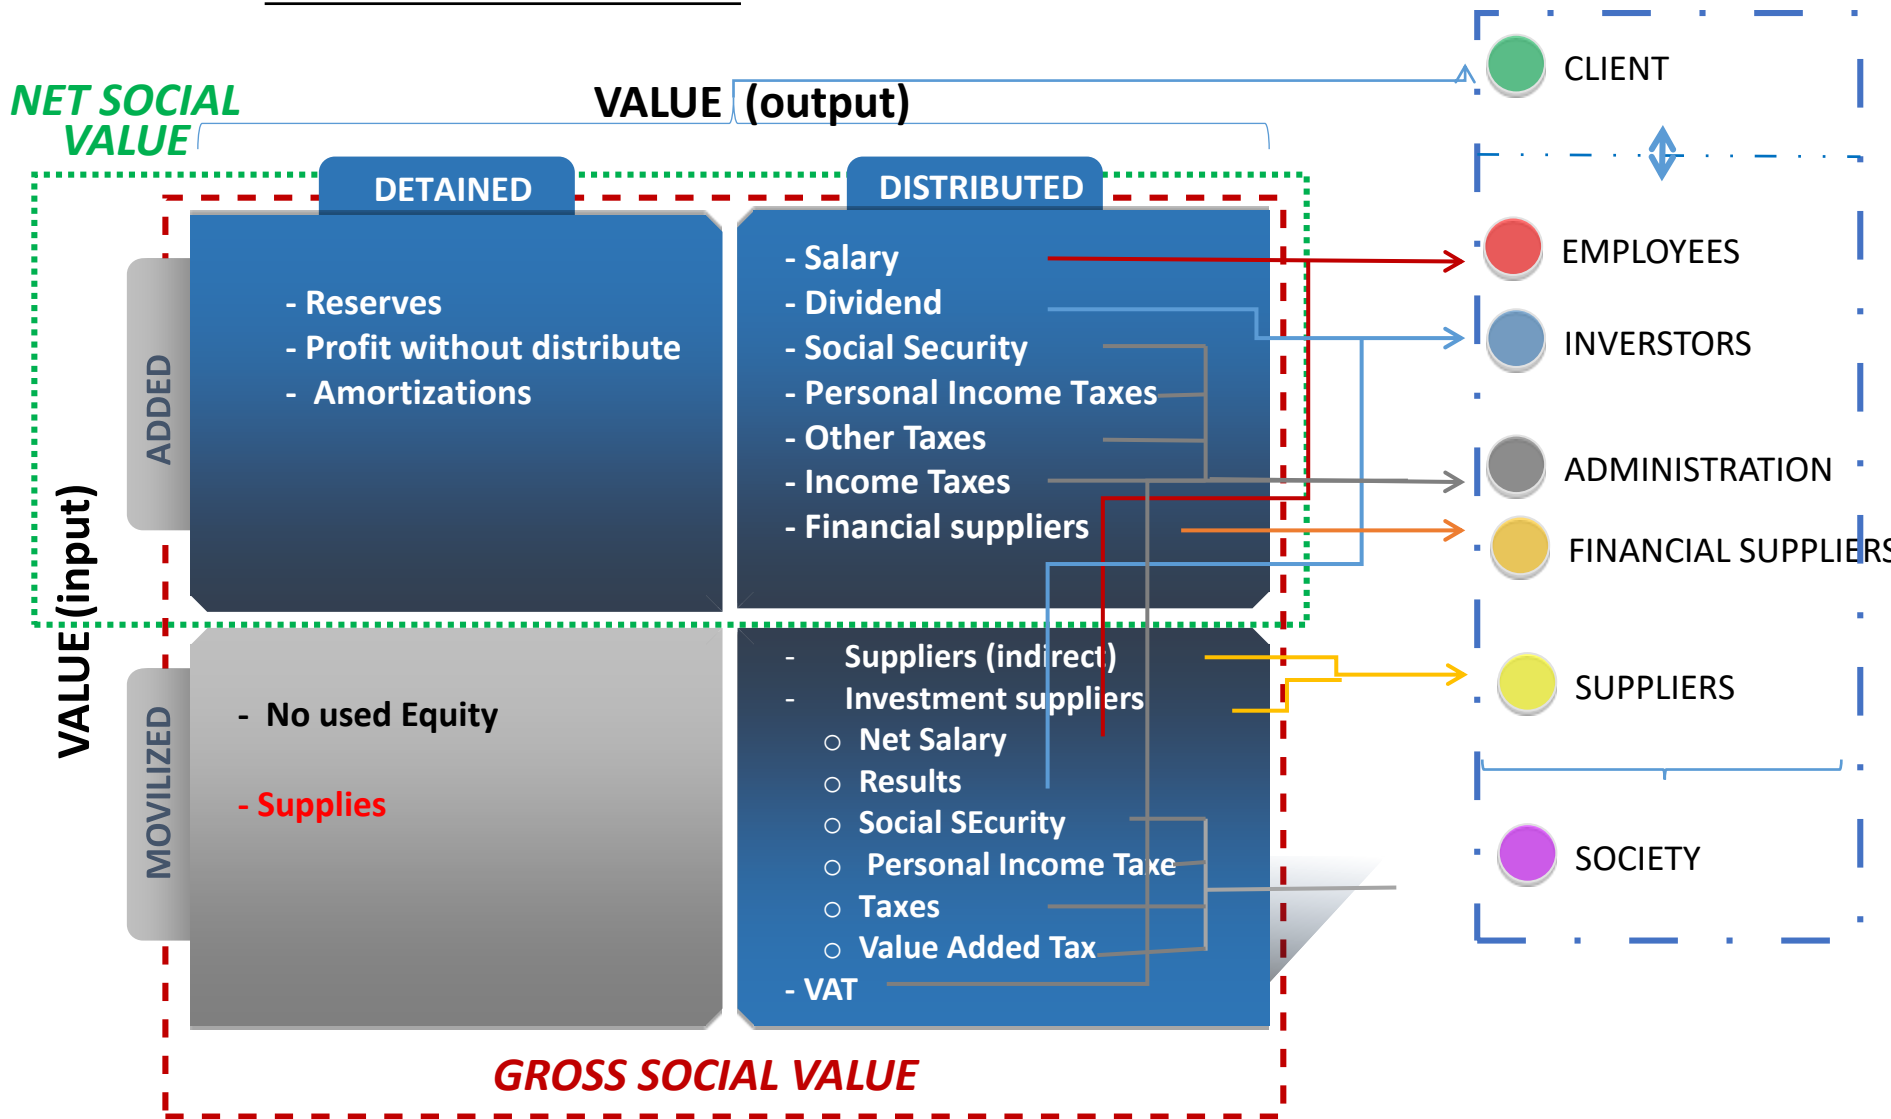 NET SOCIAL
VALUE
VALUE (output)
DETAINED
DISTRIBUTED
VALUE (input)
ADDED
- Reserves
- Profit without distribute
- Amortizations
- Salary
- Dividend
- Social Security
- Personal Income Taxes
- Other Taxes
- Income Taxes
- Financial suppliers
MOVILIZED
- No used Equity
- Supplies
- Suppliers (indirect)
- Investment suppliers
○ Net Salary
○ Results
○ Social SEcurity
○ Personal Income Taxe
○ Taxes
○ Value Added Tax
- VAT
GROSS SOCIAL VALUE
CLIENT
EMPLOYEES
INVERSTORS
ADMINISTRATION
FINANCIAL SUPPLIERS
SUPPLIERS
SOCIETY